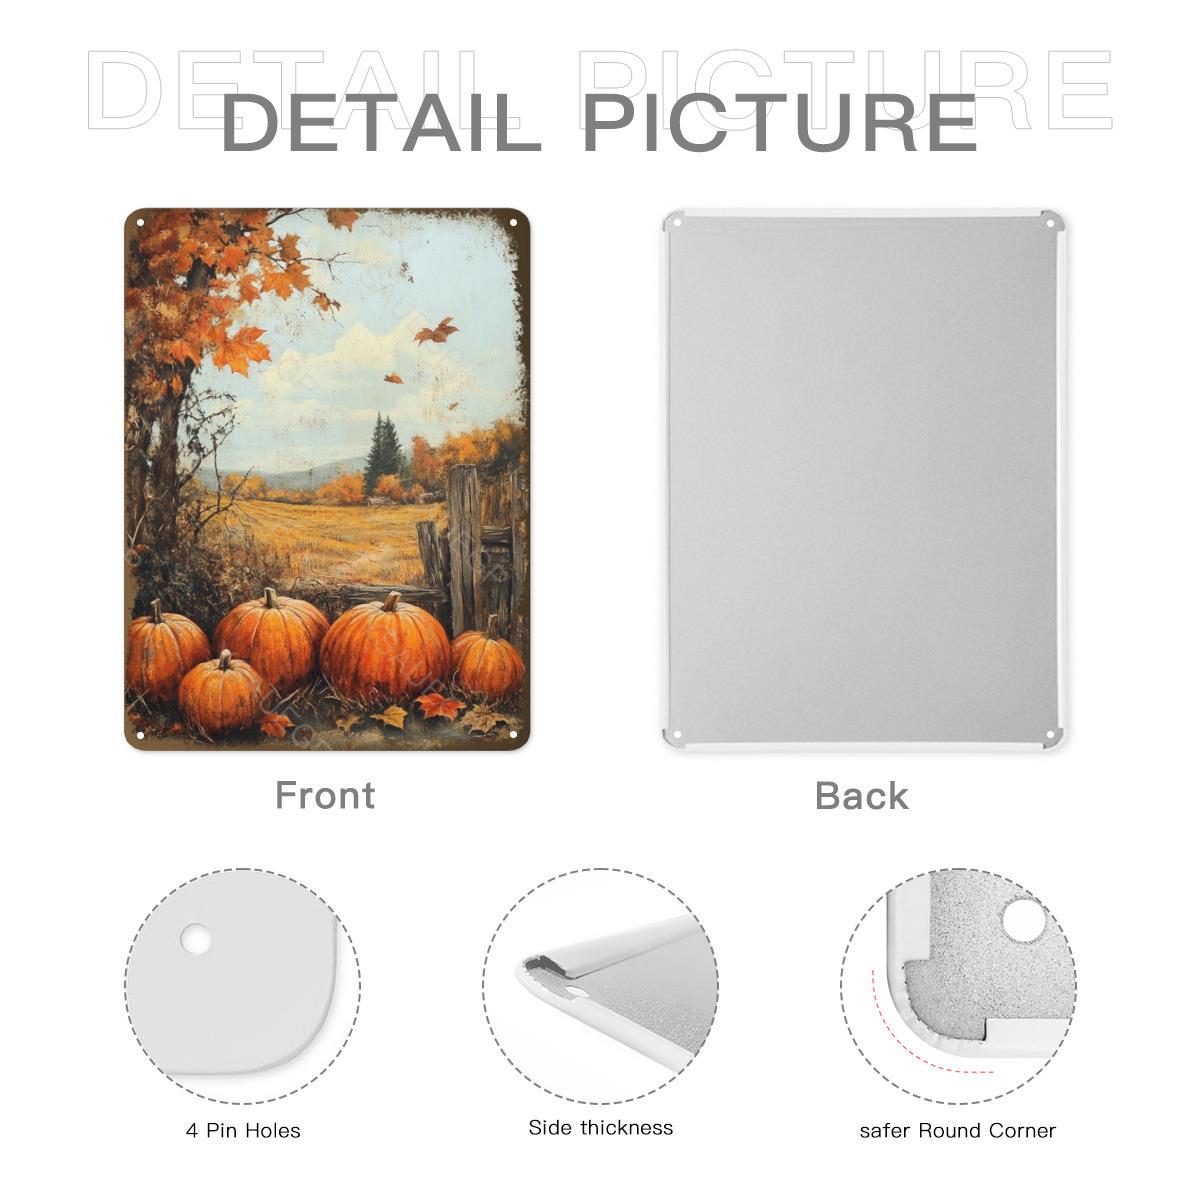 DETAIL PICTURE
DETAIL PICTURE
Front
Back
4 Pin Holes
Side thickness
safer Round Corner